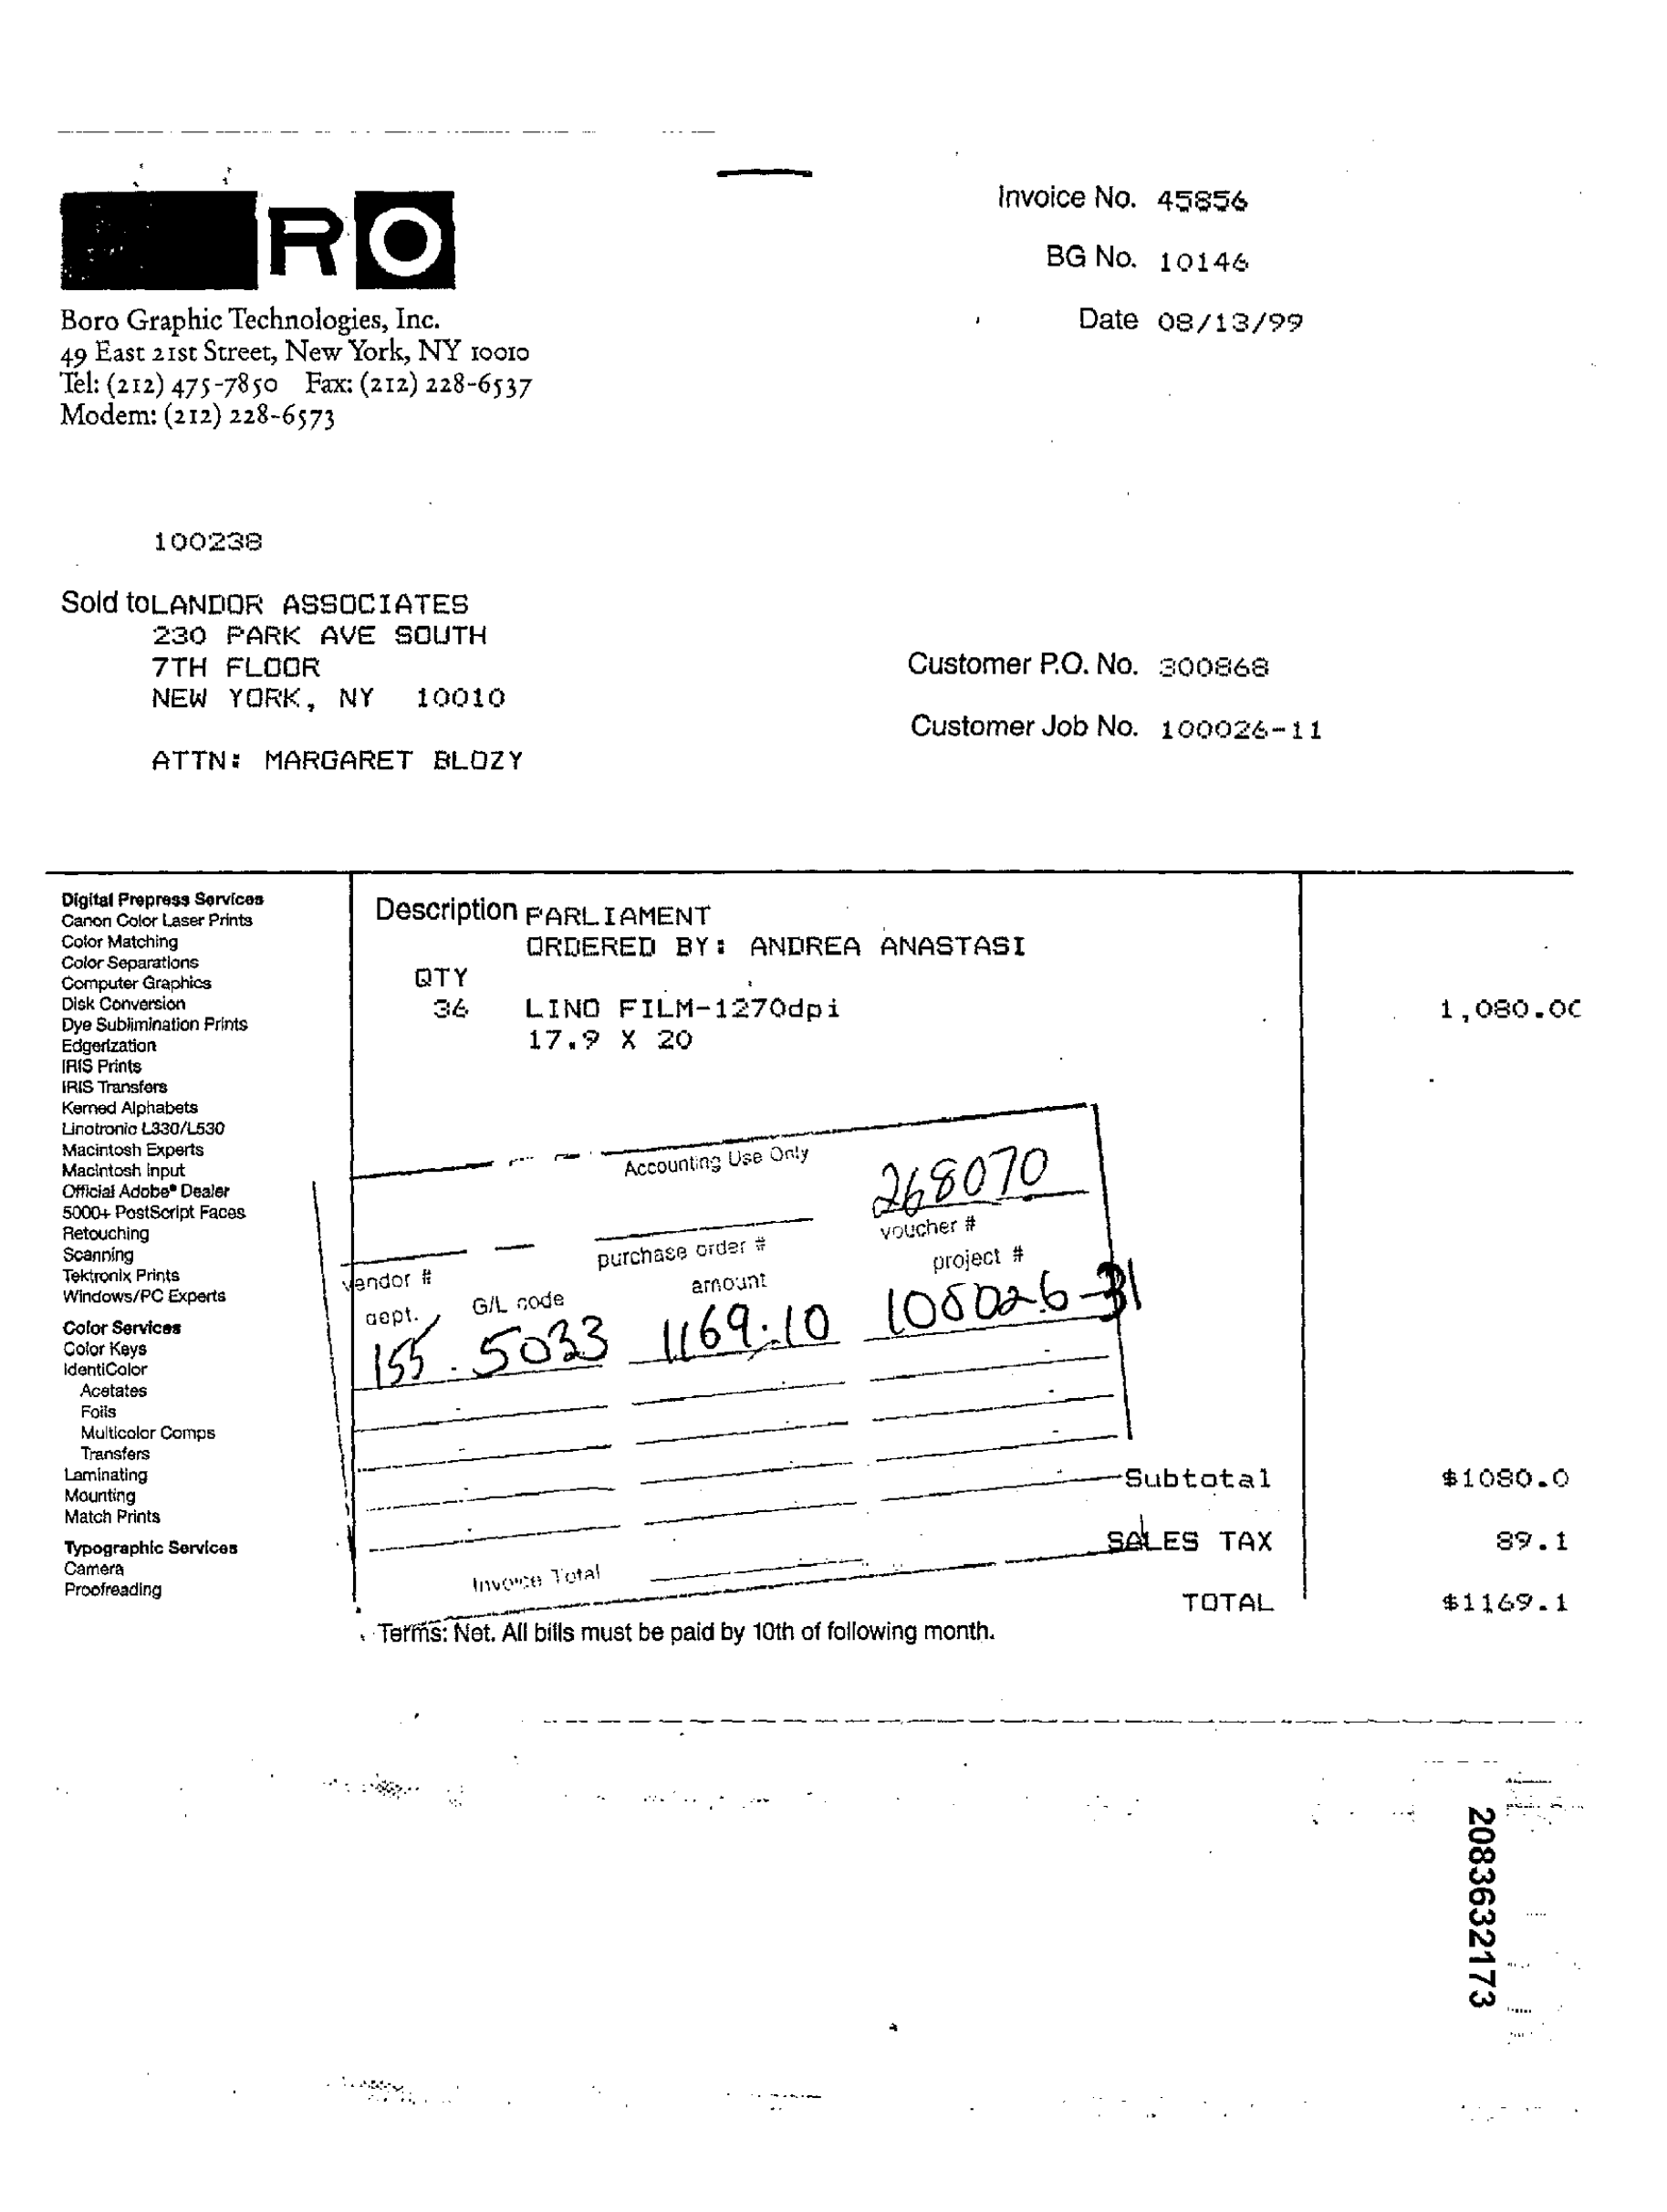 RO
Invoice No. 45856
BG No. 10146
Date 08/13/99
Boro Graphic Technologies, Inc.
49 East 21st Street, New York, NY 10010
Tel: (212) 475-7850 Fax: (212) 228-6537
Modem: (212) 228-6573
100238
Sold to LANDOR ASSOCIATES
230 PARK AVE SOUTH
7TH FLOOR
NEW YORK, NY 10010
ATTN: MARGARET BLOZY
Customer P.O. No. 300868
Customer Job No. 100026-11
Digital Prepress Services
Canon Color Laser Prints
Color Matching
Color Separations
Computer Graphics
Disk Conversion
Dye Sublimination Prints
Edgerization
IRIS Prints
IRIS Transfers
Kerned Alphabets
Linotronic L330/L530
Macintosh Experts
Macintosh Input
Official Adobe® Dealer
5000+ PostScript Faces
Retouching
Scanning
Tektronix Prints
Windows/PC Experts
Color Services
Color Keys
IdentiColor
Acetates
Foils
Multicolor Comps
Transfers
Laminating
Mounting
Match Prints
Typographic Services
Camera
Proofreading
Description PARLIAMENT
ORDERED BY: ANDREA ANASTASI
QTY
36 LINO FILM-1270dpi 1,080.00
17.9 X 20
Accounting Use Only
268070
vendor # purchase order # voucher #
dept. G/L code amount project #
155 - 5033 1169.10 108026-31
Invoice Total
Subtotal $1080.0
SALES TAX 89.1
TOTAL $1169.1
Terms: Net. All bills must be paid by 10th of following month.
2083632173